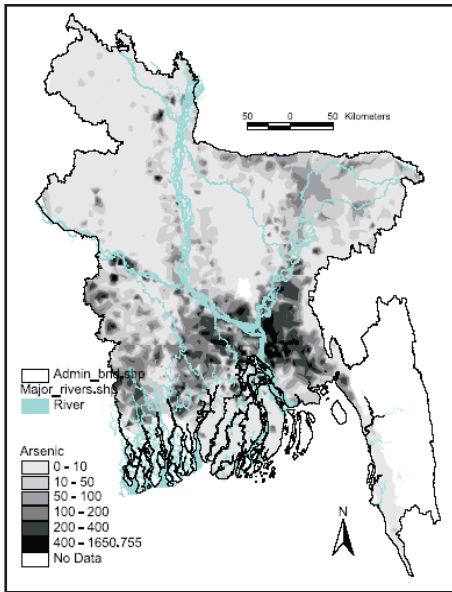 50 0 50 Kilometers
Admin_bnd.shp
Major_rivers.shp
River
Arsenic
0 - 10
10 - 50
50 - 100
100 - 200
200 - 400
400 - 1650.755
No Data
N